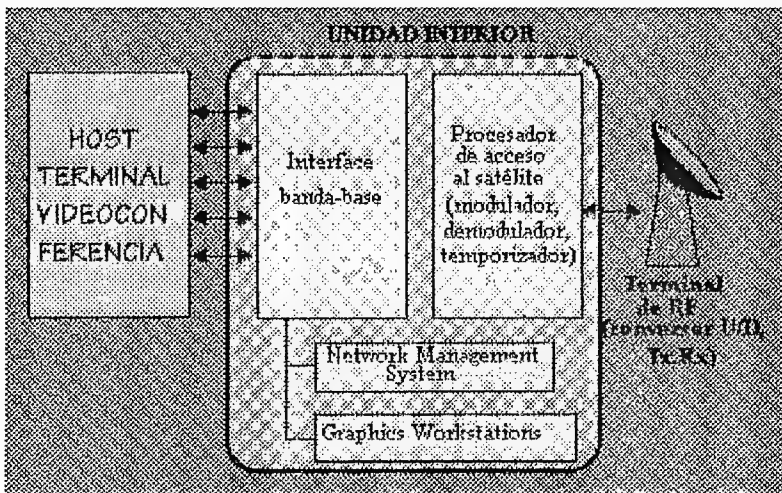 UNIDAD INTERIOR
HOST
TERMINAL
VIDEOCON
FERENCIA
Interface
banda-base
Procesador
de acceso
al satélite
(modulador,
demodulador,
temporizador)
Terminal
de RF
(conversor
Tx.Rx)
Network Management
System
Graphics Workstations